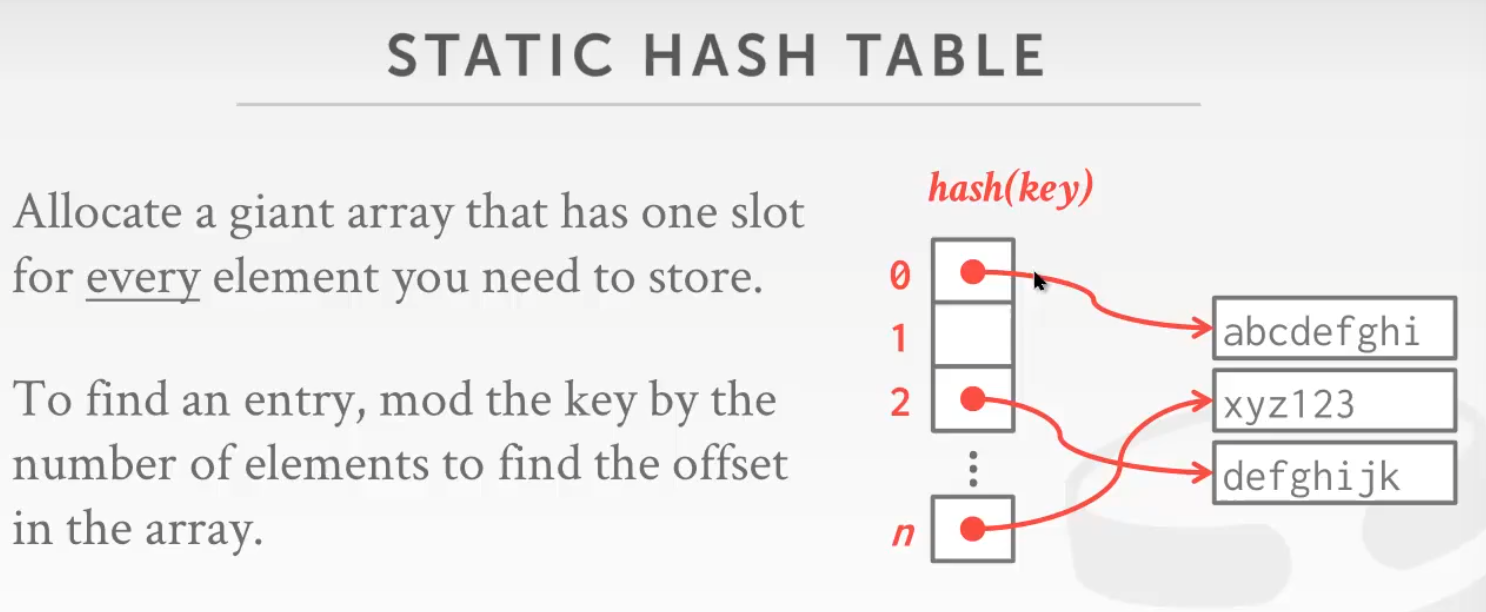 STATIC HASH TABLE
Allocate a giant array that has one slot
for every element you need to store.
To find an entry, mod the key by the
number of elements to find the offset
in the array.
hash(key)
0
1
2
n
abcdefghi
xyz123
defghijk